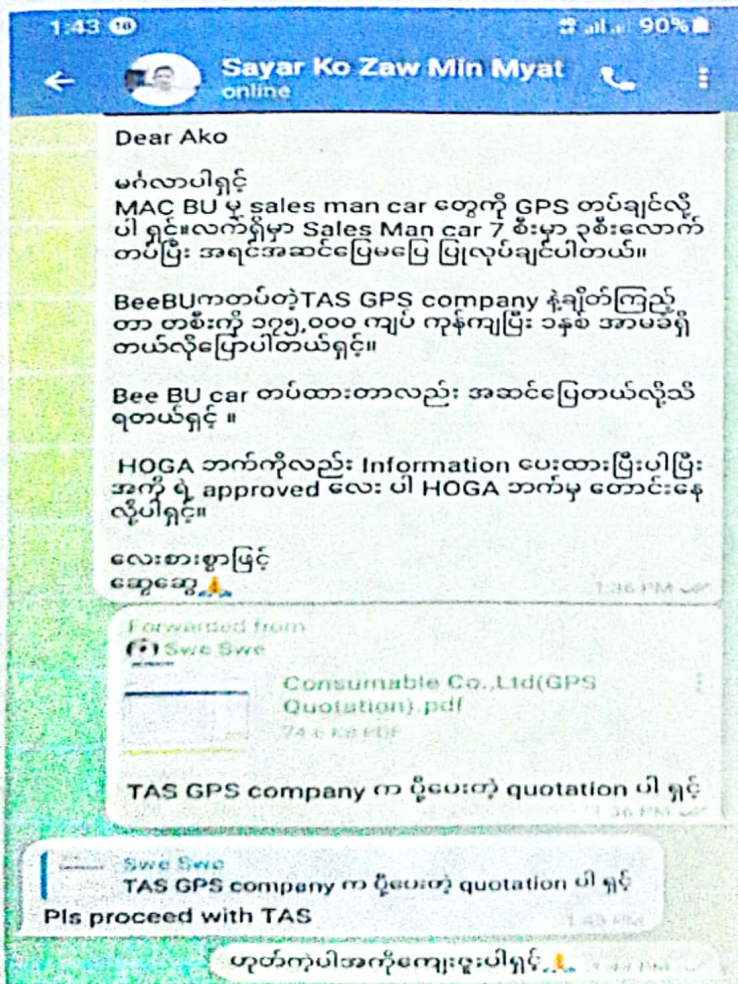 1:43
90%
Sayar Ko Zaw Min Myat
online
Dear Ako
မင်္ဂလာပါရှင့်
MAC BU မှ sales man car တွေကို GPS တပ်ချင်လို့
ပါ ရှင့်။လက်ရှိမှာ Sales Man car 7 စီးမှာ ၃စီးလောက်
တပ်ပြီး အရင်အဆင်ပြေမပြေ ပြုလုပ်ချင်ပါတယ်။
BeeBUကတပ်တဲ့TAS GPS company နဲ့ချိတ်ကြည့်
တာ တစီးကို ၁၇၅,၀၀၀ ကျပ် ကုန်ကျပြီး ၁နှစ် အာမခံရှိ
တယ်လို့ပြောပါတယ်ရှင့်။
Bee BU car တပ်ထားတာလည်း အဆင်ပြေတယ်လို့သိ
ရတယ်ရှင့် ။
HOGA ဘက်ကိုလည်း Information ပေးထားပြီးပါပြီး
အကို ရဲ့ approved လေး ပါ HOGA ဘက်မှ တောင်းနေ
လို့ပါရှင့်။
လေးစားစွာဖြင့်
ဆွေဆွေ🙏
1:36 PM
Forwarded from
Swe Swe
Consumable Co.,Ltd(GPS
Quotation).pdf
74.6 KB PDF
TAS GPS company က ပို့ပေးတဲ့ quotation ပါ ရှင့်
1:36 PM
Swe Swe
TAS GPS company က ပို့ပေးတဲ့ quotation ပါ ရှင့်
Pls proceed with TAS
1:43 PM
ဟုတ်ကဲ့ပါအကိုကျေးဇူးပါရှင့်🙏